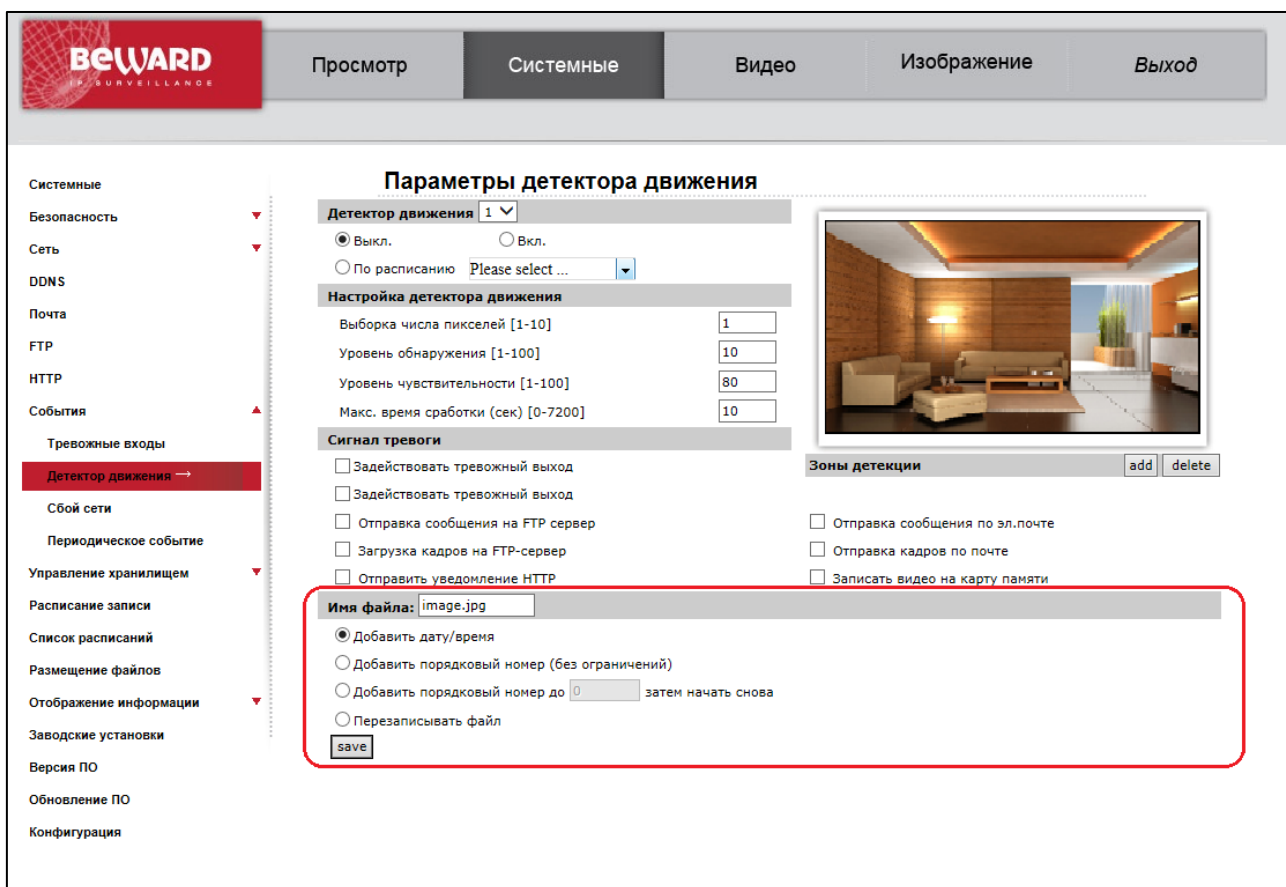 BEWARD
IP SURVEILLANCE
Просмотр
Системные
Видео
Изображение
Выход
Системные
Безопасность
Сеть
DDNS
Почта
FTP
HTTP
События
Тревожные входы
Детектор движения →
Сбой сети
Периодическое событие
Управление хранилищем
Расписание записи
Список расписаний
Размещение файлов
Отображение информации
Заводские установки
Версия ПО
Обновление ПО
Конфигурация
Параметры детектора движения
Детектор движения 1
Выкл. Вкл.
По расписанию Please select ...
Настройка детектора движения
Выборка числа пикселей [1-10] 1
Уровень обнаружения [1-100] 10
Уровень чувствительности [1-100] 80
Макс. время сработки (сек) [0-7200] 10
Сигнал тревоги
Зоны детекции add delete
Задействовать тревожный выход
Задействовать тревожный выход
Отправка сообщения на FTP сервер Отправка сообщения по эл.почте
Загрузка кадров на FTP-сервер Отправка кадров по почте
Отправить уведомление HTTP Записать видео на карту памяти
Имя файла: image.jpg
Добавить дату/время
Добавить порядковый номер (без ограничений)
Добавить порядковый номер до 0 затем начать снова
Перезаписывать файл
save